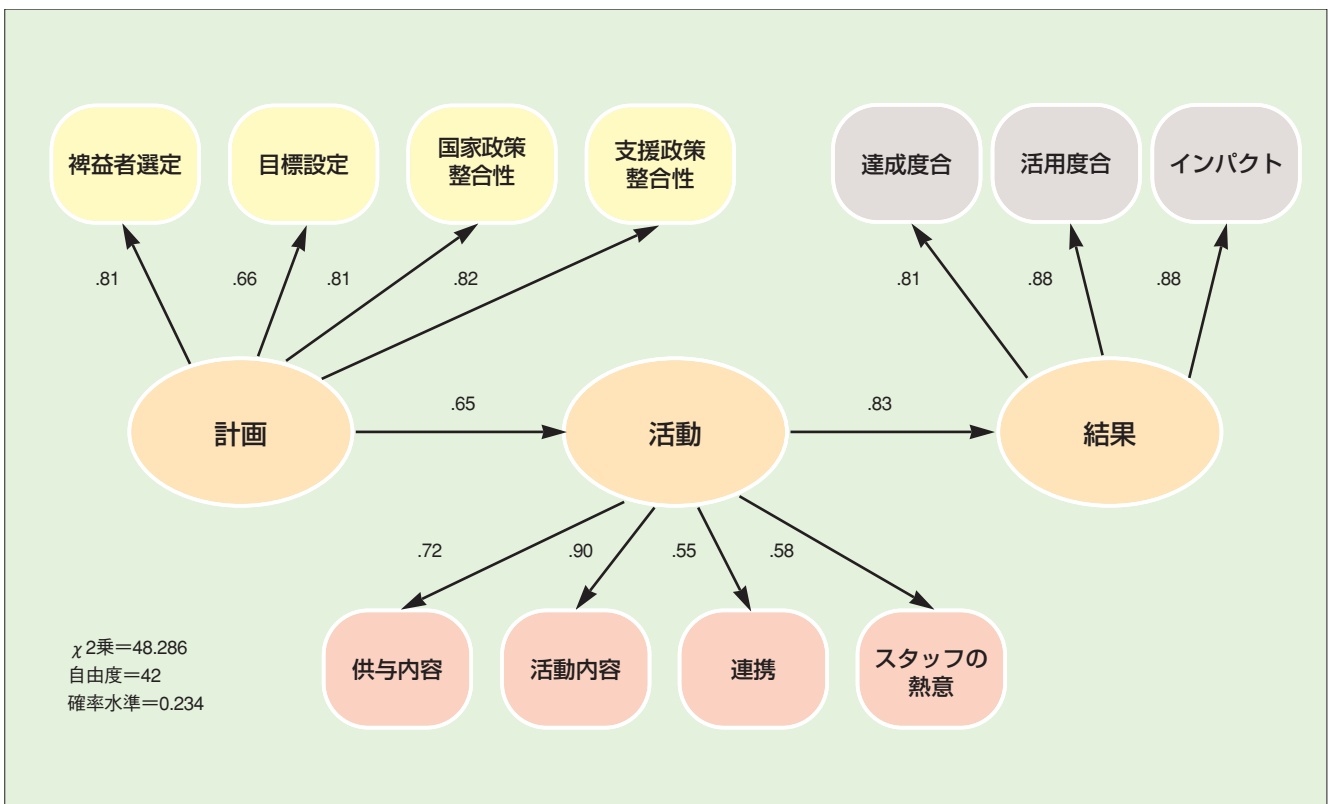 裨益者選定
目標設定
国家政策
整合性
支援政策
整合性
達成度合
活用度合
インパクト
.81
.66
.81
.82
.81
.88
.88
計画
.65
活動
.83
結果
.72
.90
.55
.58
供与内容
活動内容
連携
スタッフの
熱意
χ2乗＝48.286
自由度＝42
確率水準＝0.234